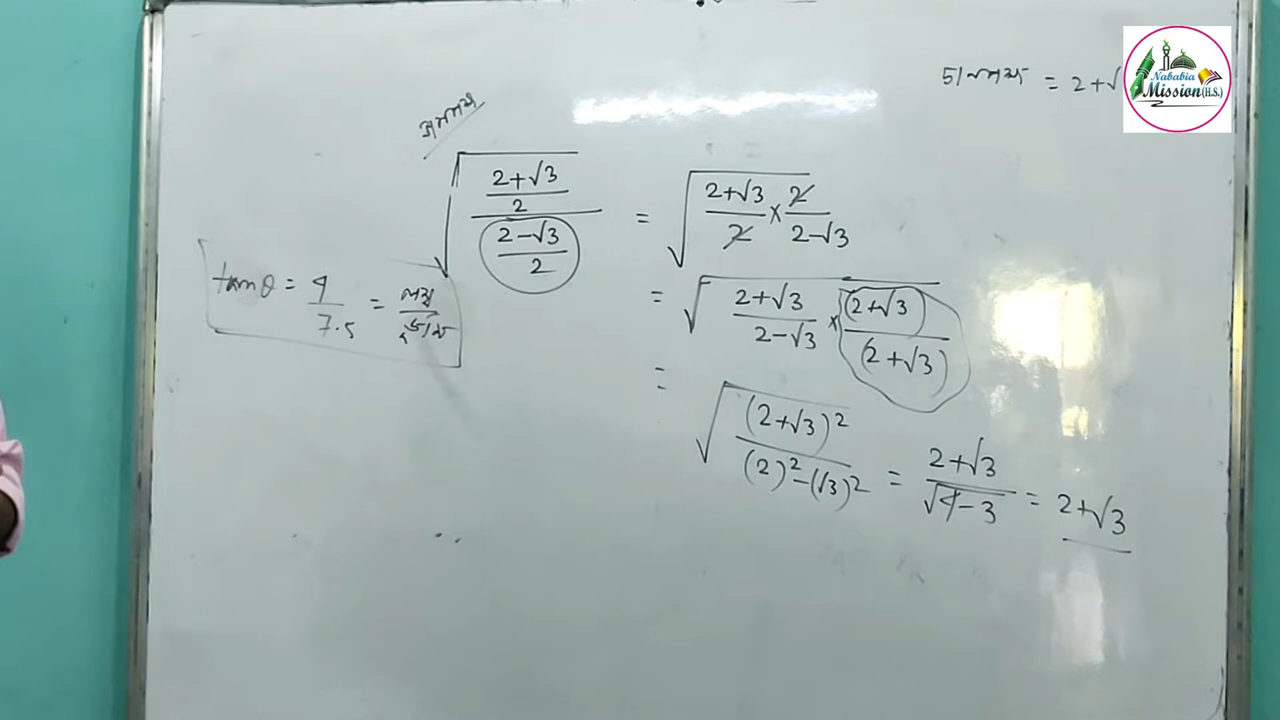 = 2+√
Nababia
Mission (H.S.)
√(((2+√3)/2)/((2-√3)/2)) = √((2+√3)/2 × 2/(2-√3))
tanθ = 4/7.5 =
= √((2+√3)/(2-√3) × (2+√3)/(2+√3))
= √((2+√3)²/((2)²-(√3)²)) = (2+√3)/√(4-3) = 2+√3